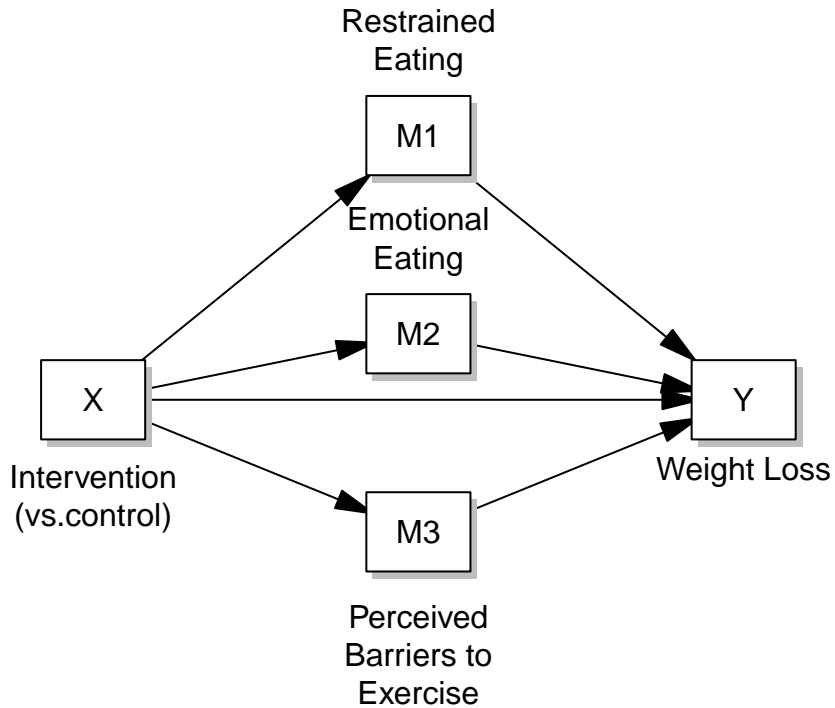 Restrained
Eating
M1
Emotional
Eating
M2
X
Y
Intervention
(vs.control)
Weight Loss
M3
Perceived
Barriers to
Exercise